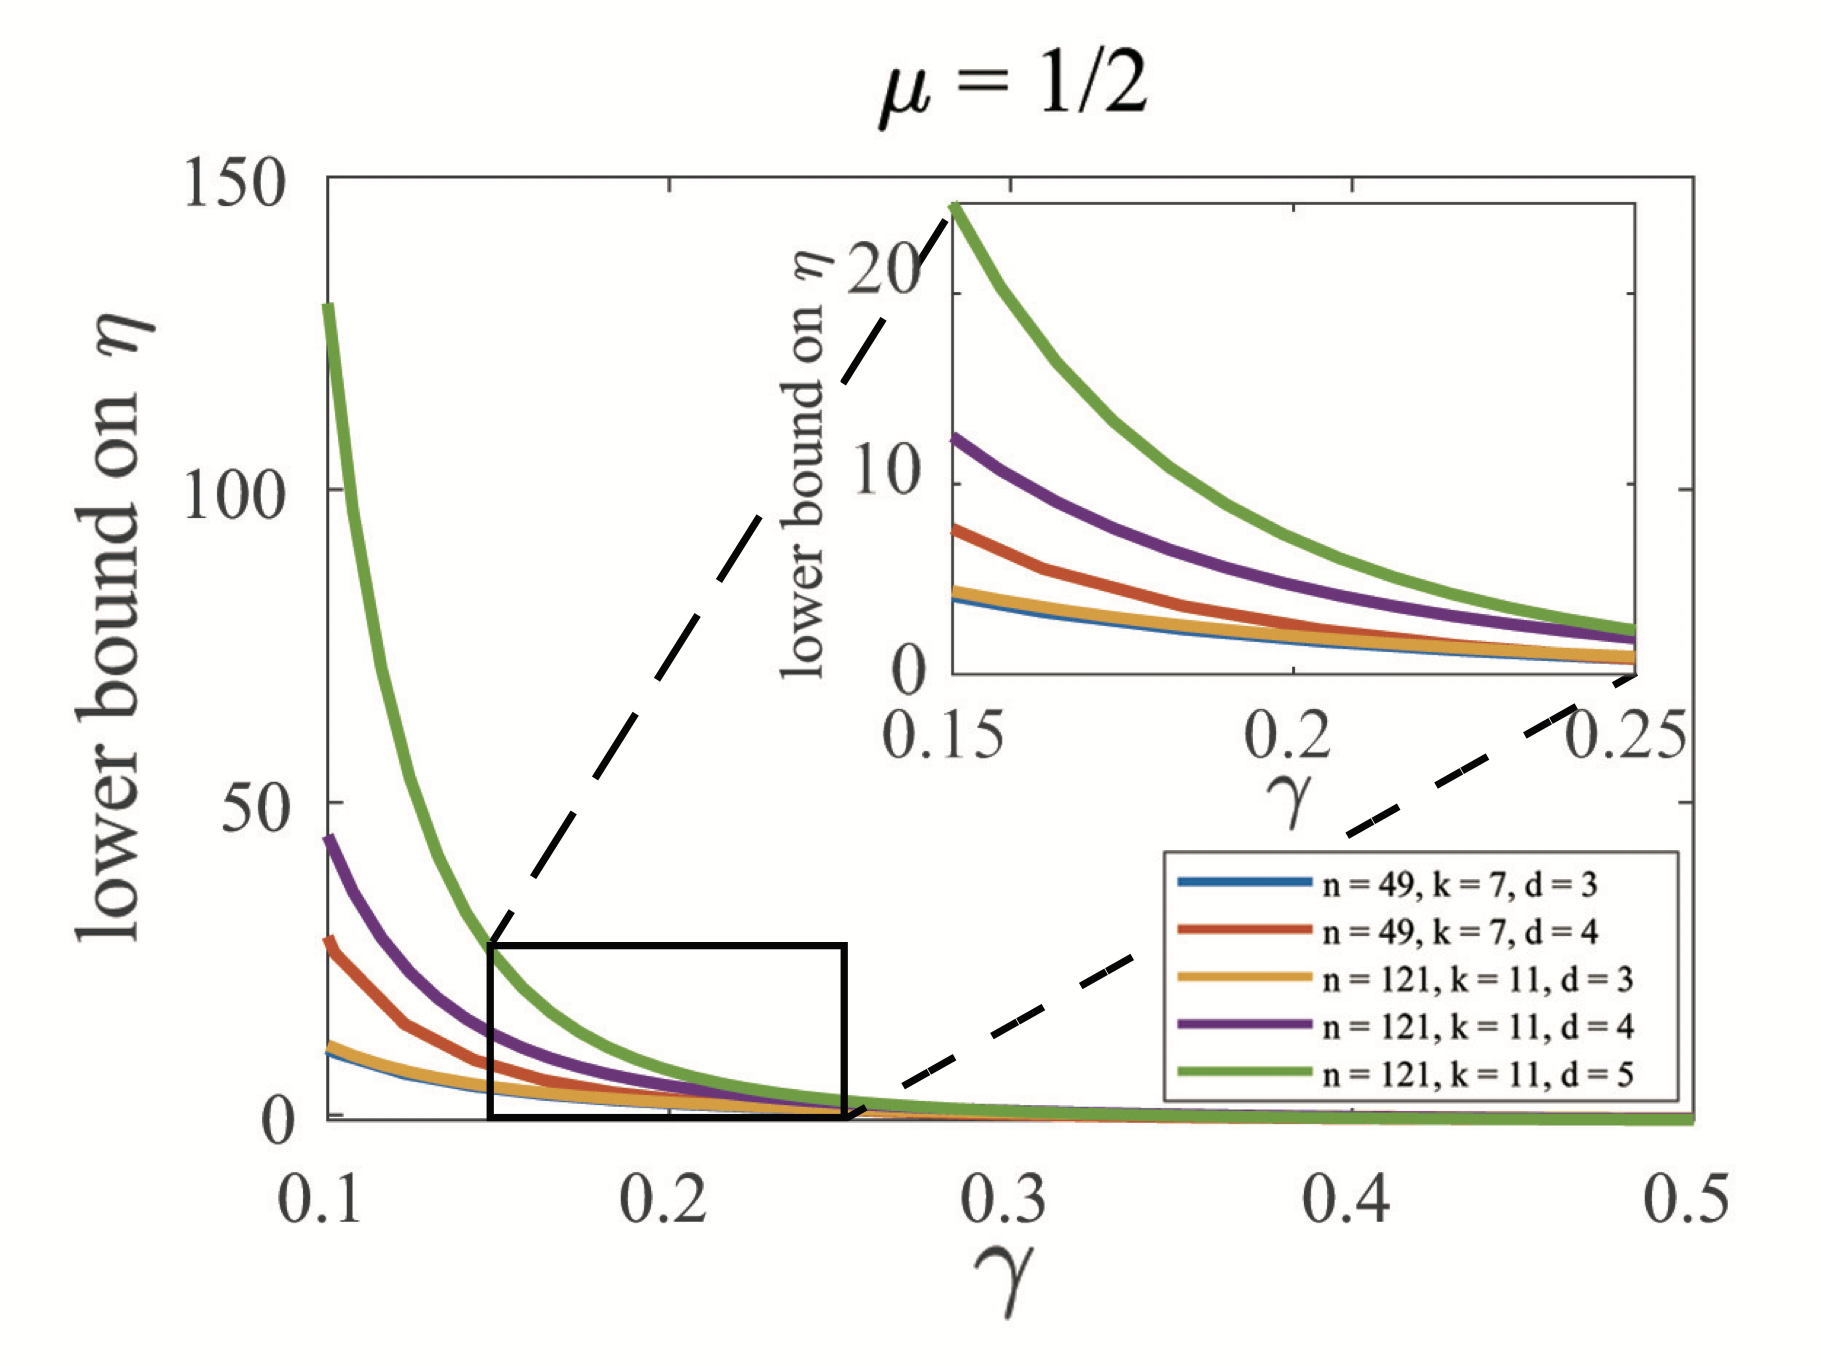 μ = 1/2
150
100
50
0
lower bound on η
0.1
0.2
0.3
0.4
0.5
γ
20
10
0
lower bound on η
0.15
0.2
0.25
γ
n = 49, k = 7, d = 3
n = 49, k = 7, d = 4
n = 121, k = 11, d = 3
n = 121, k = 11, d = 4
n = 121, k = 11, d = 5